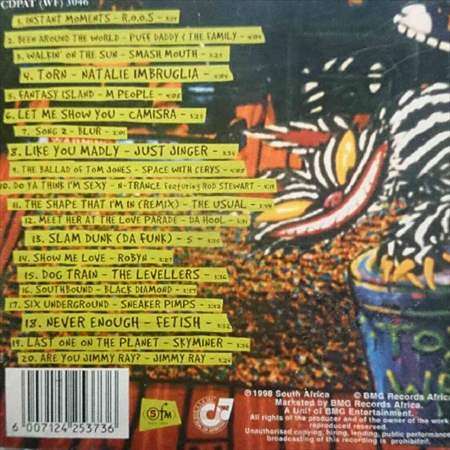 CDPAT (WF) 3046
1. INSTANT MOMENTS - R.O.O.S -
2. BEEN AROUND THE WORLD - PUFF DADDY & THE FAMILY -
3. WALKIN' ON THE SUN - SMASH MOUTH -
4. TORN - NATALIE IMBRUGLIA -
5. FANTASY ISLAND - M PEOPLE -
6. LET ME SHOW YOU - CAMISRA -
7. SONG 2 - BLUR -
8. LIKE YOU MADLY - JUST JINGER -
9. THE BALLAD OF TOM JONES - SPACE WITH CERYS -
10. DO YA THINK I'M SEXY - N-TRANCE Featuring ROD STEWART -
11. THE SHAPE THAT I'M IN (REMIX) - THE USUAL -
12. MEET HER AT THE LOVE PARADE - DA HOOL -
13. SLAM DUNK (DA FUNK) - 5 -
14. SHOW ME LOVE - ROBYN -
15. DOG TRAIN - THE LEVELLERS -
16. SOUTHBOUND - BLACK DIAMOND -
17. SIX UNDERGROUND - SNEAKER PIMPS -
18. NEVER ENOUGH - FETISH -
19. LAST ONE ON THE PLANET - SKYMINER -
20. ARE YOU JIMMY RAY? - JIMMY RAY -
6 007124 253736
5FM
℗ 1998 South Africa © BMG Records Africa
Marketed by BMG Records Africa.
A Unit of BMG Entertainment.
All rights of the producer and of the owner of the work
reproduced reserved.
Unauthorised copying, hiring, lending, public performance
broadcasting of this recording is prohibited.